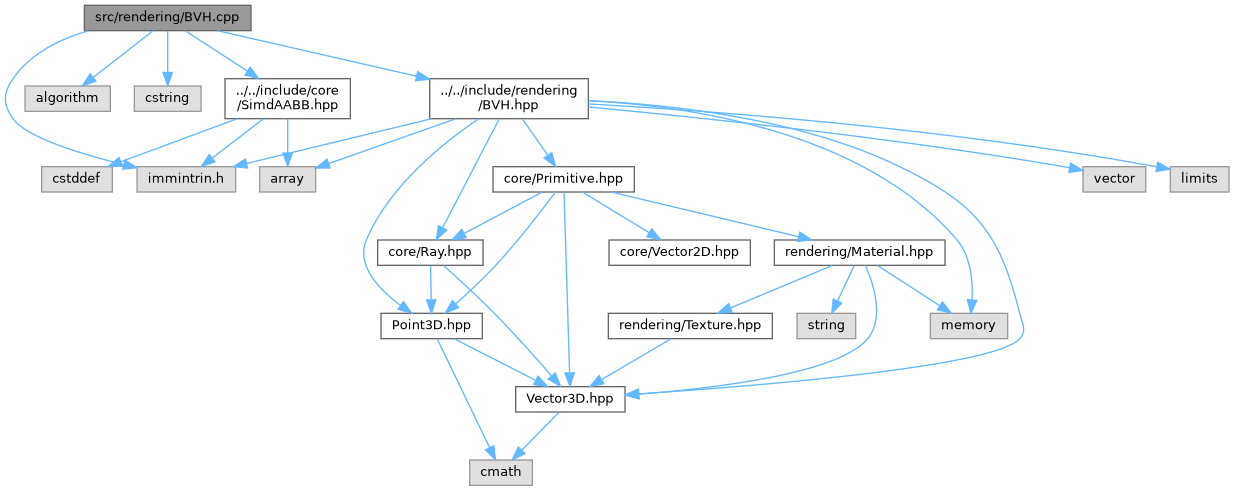 src/rendering/BVH.cpp
algorithm
cstring
../../include/core
/SimdAABB.hpp
../../include/rendering
/BVH.hpp
cstddef
immintrin.h
array
core/Primitive.hpp
vector
limits
core/Ray.hpp
core/Vector2D.hpp
rendering/Material.hpp
Point3D.hpp
rendering/Texture.hpp
string
memory
Vector3D.hpp
cmath